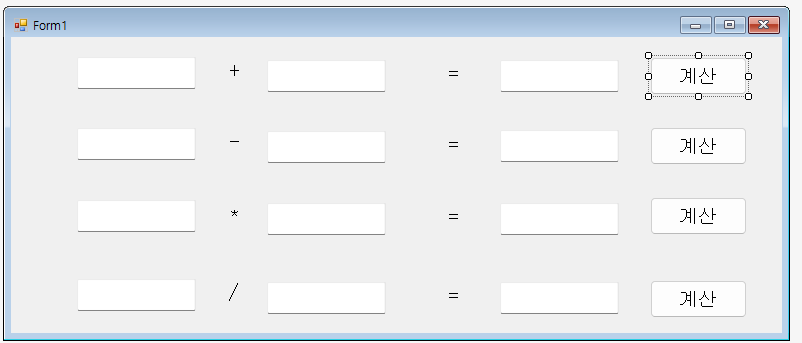 Form1
+ = 계산
- = 계산
* = 계산
/ = 계산